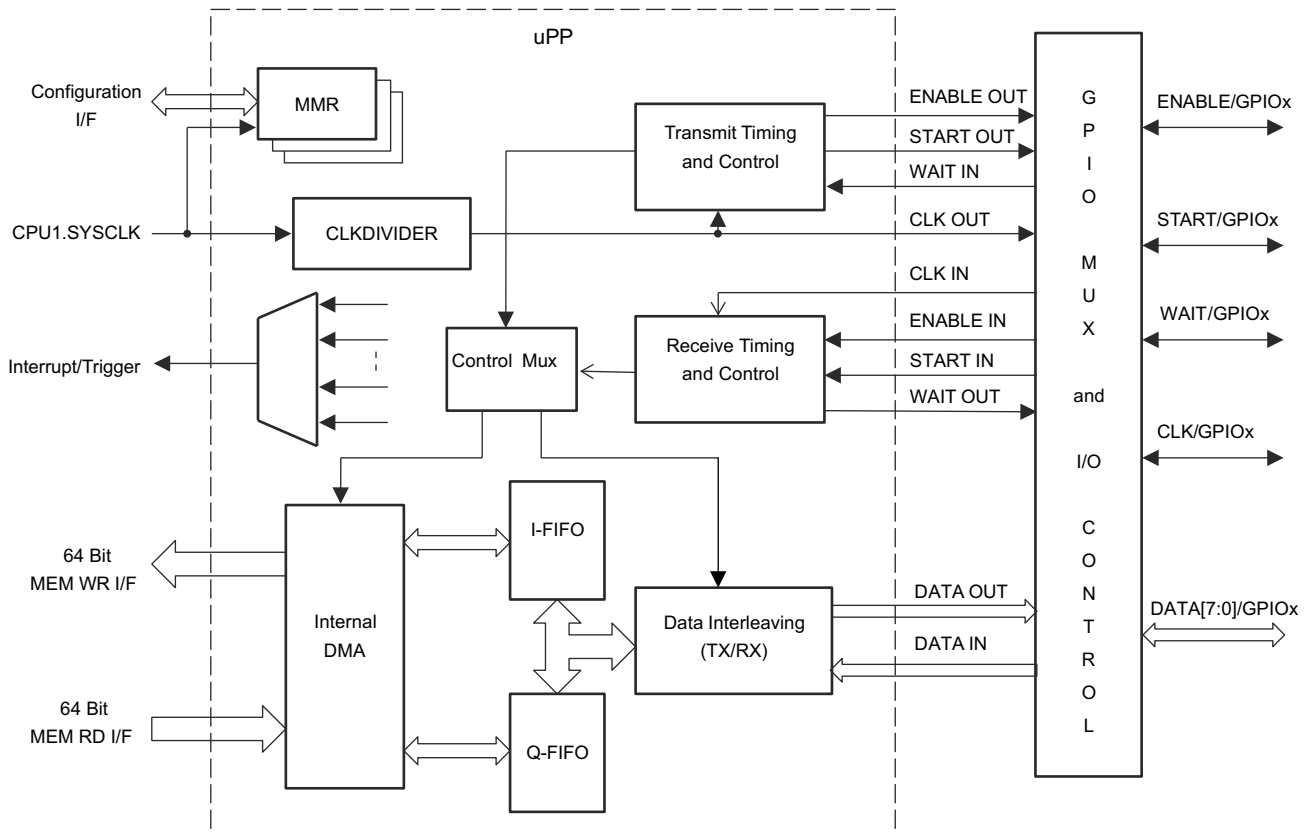 uPP
Configuration
I/F
MMR
CPU1.SYSCLK
CLKDIVIDER
Interrupt/Trigger
Transmit Timing
and Control
Control Mux
Receive Timing
and Control
ENABLE OUT
START OUT
WAIT IN
CLK OUT
CLK IN
ENABLE IN
START IN
WAIT OUT
64 Bit
MEM WR I/F
64 Bit
MEM RD I/F
Internal
DMA
I-FIFO
Q-FIFO
Data Interleaving
(TX/RX)
DATA OUT
DATA IN
G
P
I
O
M
U
X
and
I/O
C
O
N
T
R
O
L
ENABLE/GPIOx
START/GPIOx
WAIT/GPIOx
CLK/GPIOx
DATA[7:0]/GPIOx